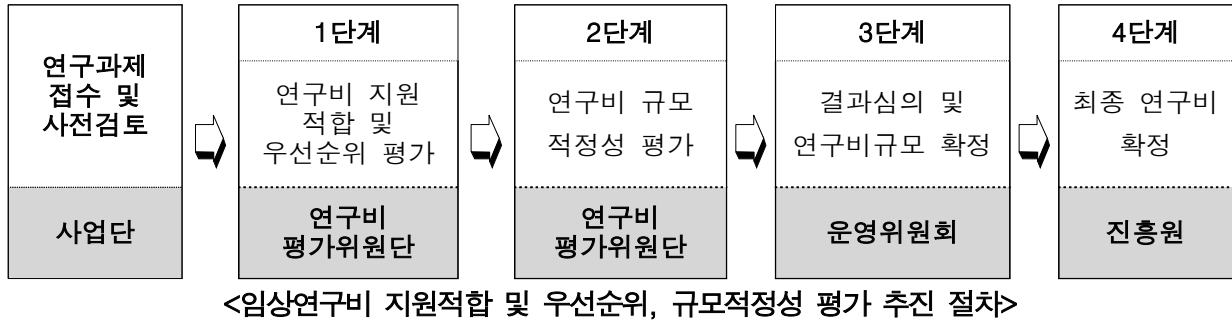 연구과제
접수 및
사전검토
사업단
1단계
연구비 지원
적합 및
우선순위 평가
연구비
평가위원단
2단계
연구비 규모
적정성 평가
연구비
평가위원단
3단계
결과심의 및
연구비규모 확정
운영위원회
4단계
최종 연구비
확정
진흥원
<임상연구비 지원적합 및 우선순위, 규모적정성 평가 추진 절차>